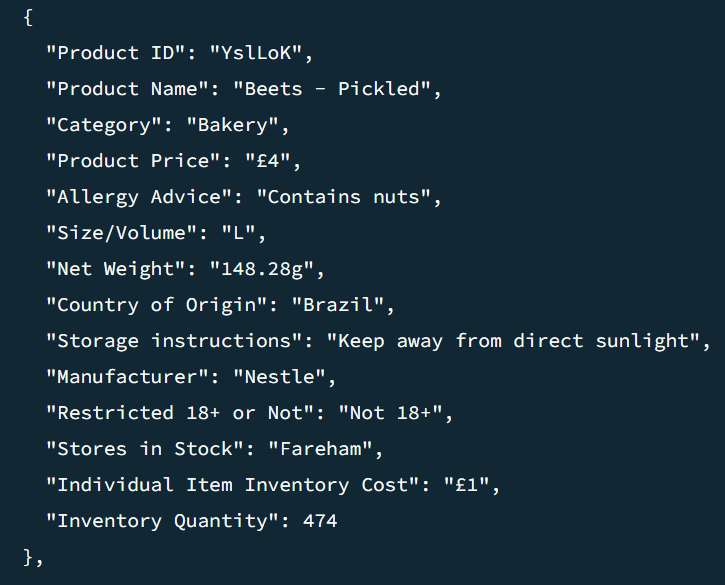 {
"Product ID": "YslLoK",
"Product Name": "Beets - Pickled",
"Category": "Bakery",
"Product Price": "£4",
"Allergy Advice": "Contains nuts",
"Size/Volume": "L",
"Net Weight": "148.28g",
"Country of Origin": "Brazil",
"Storage instructions": "Keep away from direct sunlight",
"Manufacturer": "Nestle",
"Restricted 18+ or Not": "Not 18+",
"Stores in Stock": "Fareham",
"Individual Item Inventory Cost": "£1",
"Inventory Quantity": 474
},